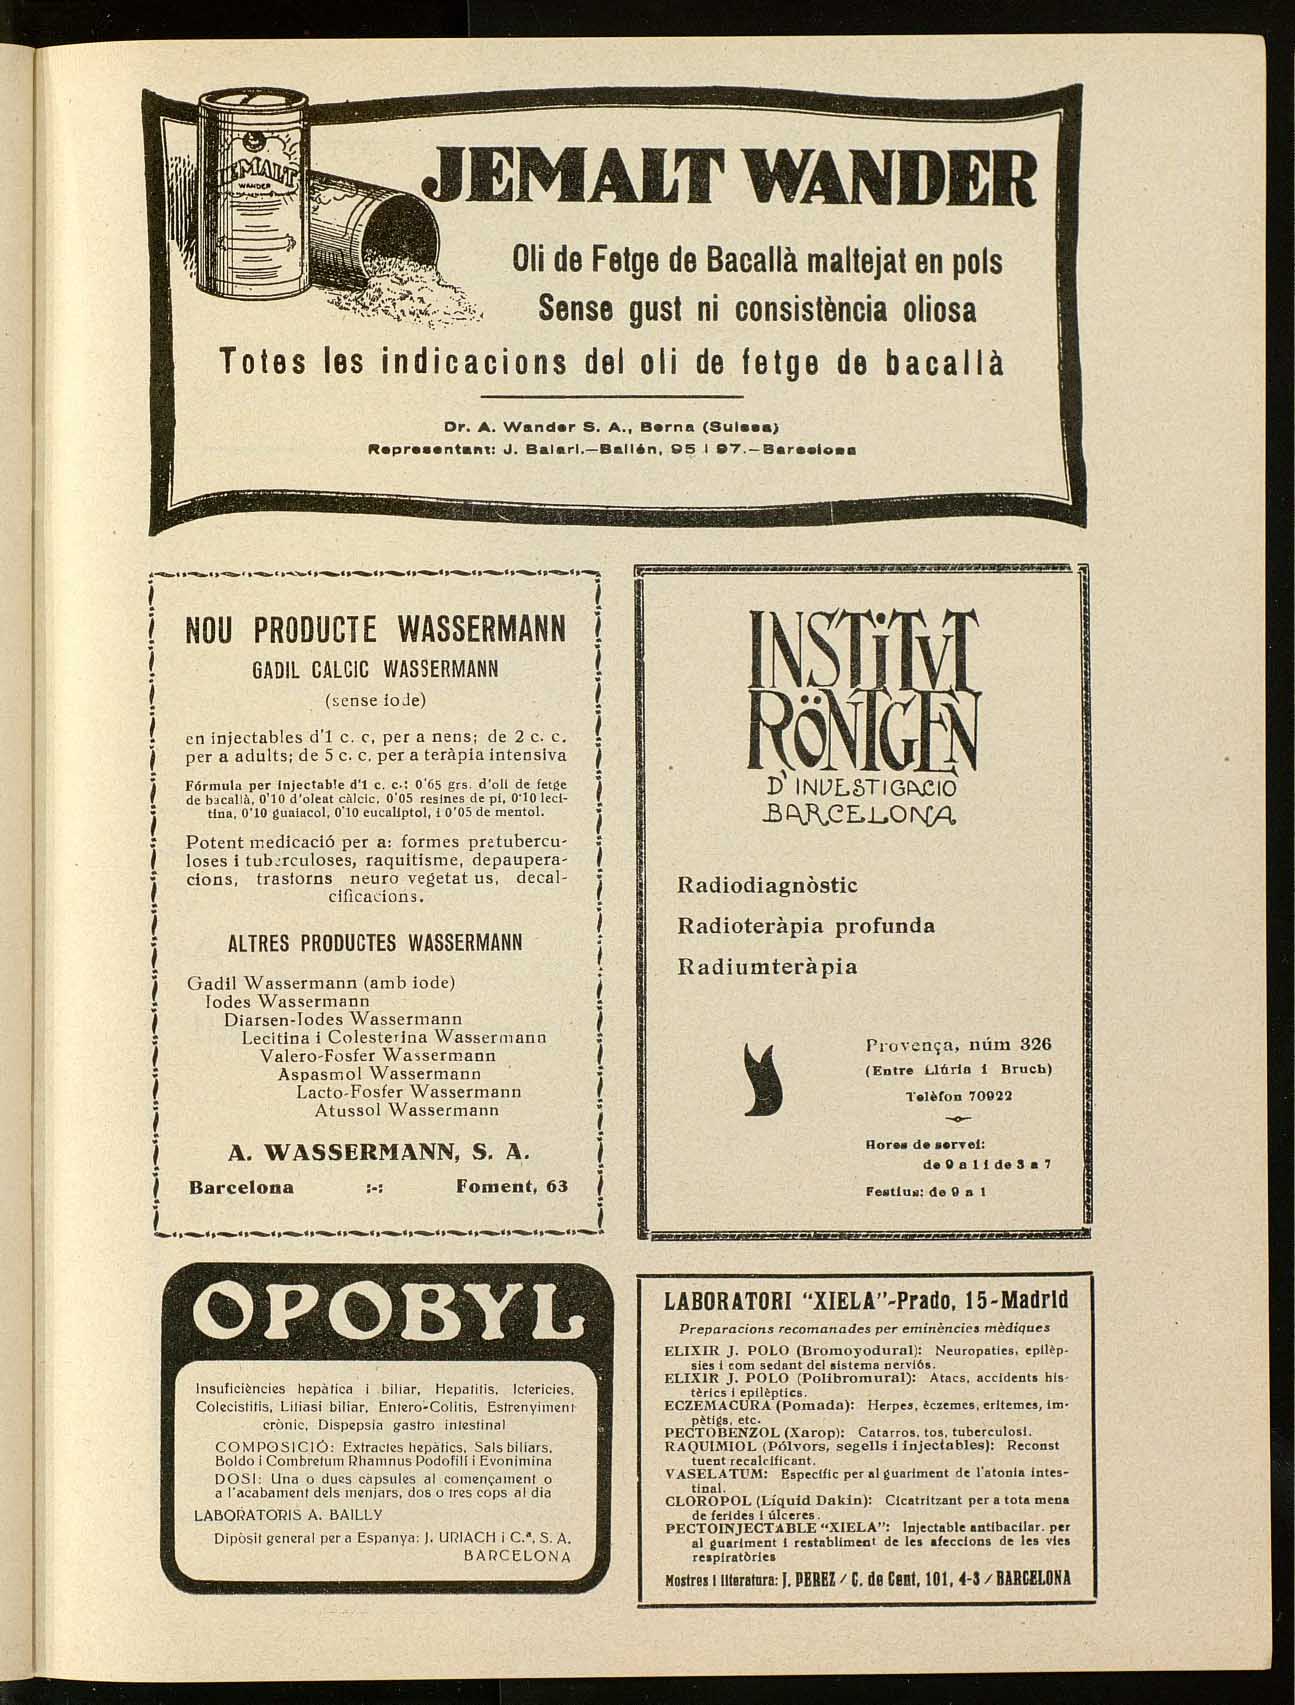 JEMALT
WANDER
JEMALT WANDER
Oli de Fetge de Bacallà maltejat en pols
Sense gust ni consistència oliosa
Totes les indicacions del oli de fetge de bacallà
Dr. A. Wander S. A., Berna (Suissa)
Representant: J. Balarl.—Ballén, 95 i 97.—Barcelona
NOU PRODUCTE WASSERMANN
GADIL CALCIC WASSERMANN
(sense iode)
en injectables d'1 c. c, per a nens; de 2 c. c.
per a adults; de 5 c. c. per a teràpia intensiva
Fórmula per injectable d'1 c. c.: 0'65 grs. d'oli de fetge
de bacallà, 0'10 d'oleat càlcic, 0'05 resines de pi, 0'10 leci-
tina, 0'10 guaiacol, 0'10 eucaliptol, i 0'05 de mentol.
Potent medicació per a: formes pretubercu-
loses i tuberculoses, raquitisme, depaupera-
cions, trastorns neuro vegetat us, decal-
cificacions.
ALTRES PRODUCTES WASSERMANN
Gadil Wassermann (amb iode)
Iodes Wassermann
Diarsen-Iodes Wassermann
Lecitina i Colesterina Wassermann
Valero-Fosfer Wassermann
Aspasmol Wassermann
Lacto-Fosfer Wassermann
Atussol Wassermann
A. WASSERMANN, S. A.
Barcelona :-: Foment, 63
INSTiTVT
RÖNTGEN
D'INVESTIGACIO
BARCELONA
Radiodiagnòstic
Radioteràpia profunda
Radiumteràpia
Provença, núm 326
(Entre Llúria i Bruch)
Telèfon 70922
Hores de servei:
de 9 a 11 de 3 a 7
Festius: de 9 a 1
OPOBYL
Insuficiències hepàtica i biliar, Hepatitis, Ictericies,
Colecistitis, Litiasi biliar, Entero-Colitis, Estrenyiment
crònic, Dispepsia gastro intestinal
COMPOSICIÓ: Extractes hepàtics, Sals biliars,
Boldo i Combretum Rhamnus Podofili i Evonimina
DOSI: Una o dues càpsules al començament o
a l'acabament dels menjars, dos o tres cops al dia
LABORATORIS A. BAILLY
Dipòsit general per a Espanya: J. URIACH i C.ª, S. A.
BARCELONA
LABORATORI "XIELA"-Prado, 15-Madrid
Preparacions recomanades per eminències mèdiques
ELIXIR J. POLO (Bromoyodural): Neuropaties, epilèp-
sies i com sedant del sistema nerviós.
ELIXIR J. POLO (Polibromural): Atacs, accidents his-
tèrics i epilèptics.
ECZEMACURA (Pomada): Herpes, èczemes, eritemes, im-
pètigs, etc.
PECTOBENZOL (Xarop): Catarros, tos, tuberculosi.
RAQUIMIOL (Pólvors, segells i injectables): Reconst
tuent recalcificant.
VASELATUM: Específic per al guariment de l'atonia intes-
tinal.
CLOROPOL (Líquid Dakin): Cicatritzant per a tota mena
de ferides i úlceres.
PECTOINJECTABLE "XIELA": Injectable antibacilar. per
al guariment i restabliment de les afeccions de les vies
respiratòries
Mostres i literatura: J. PEREZ / C. de Cent, 101, 4-3 / BARCELONA